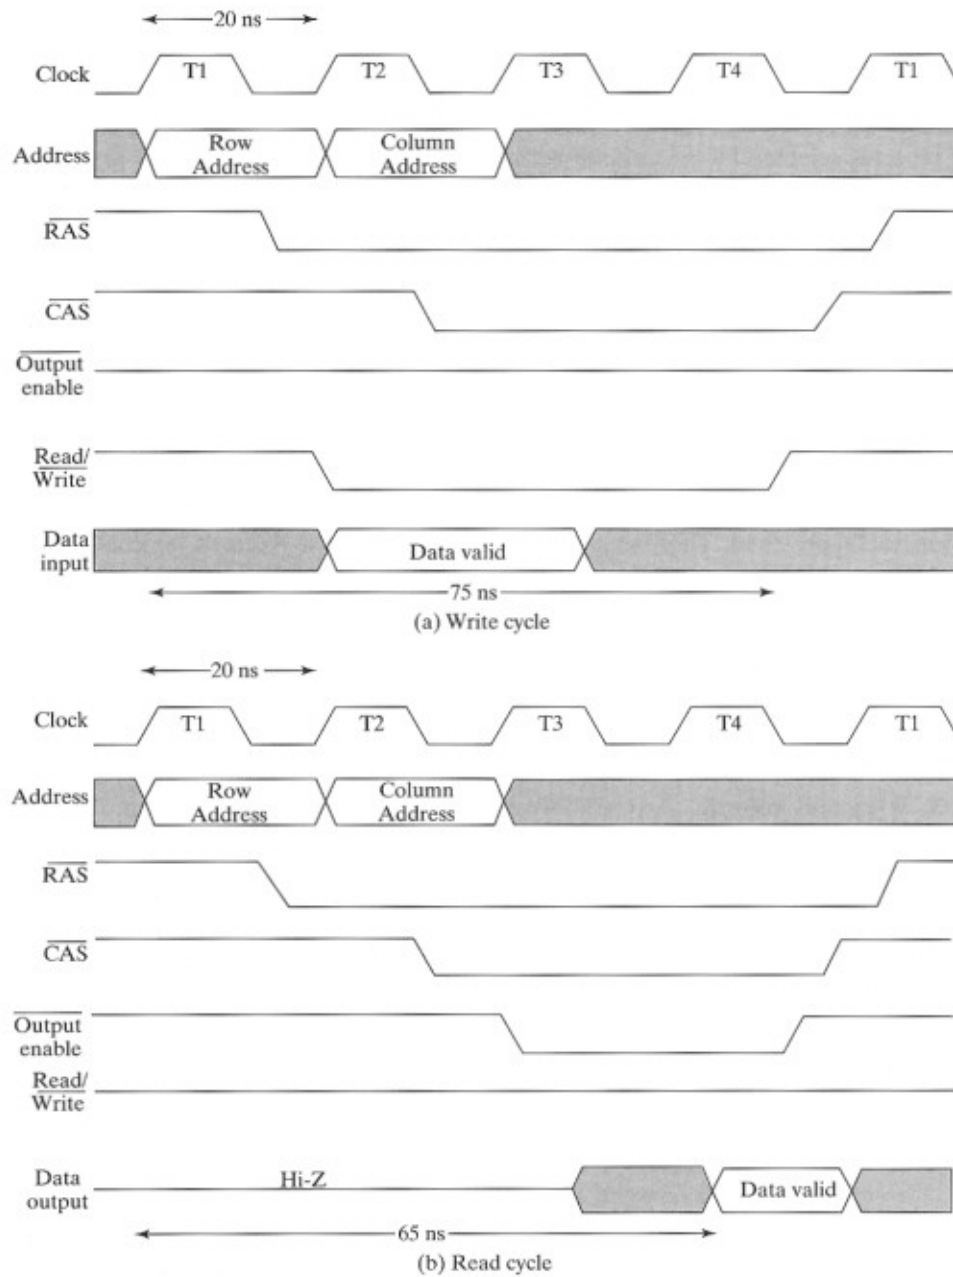 20 ns
Clock T1 T2 T3 T4 T1
Address Row Address Column Address
RAS
CAS
Output
enable
Read/
Write
Data
input Data valid
75 ns
(a) Write cycle
20 ns
Clock T1 T2 T3 T4 T1
Address Row Address Column Address
RAS
CAS
Output
enable
Read/
Write
Data
output Hi-Z Data valid
65 ns
(b) Read cycle